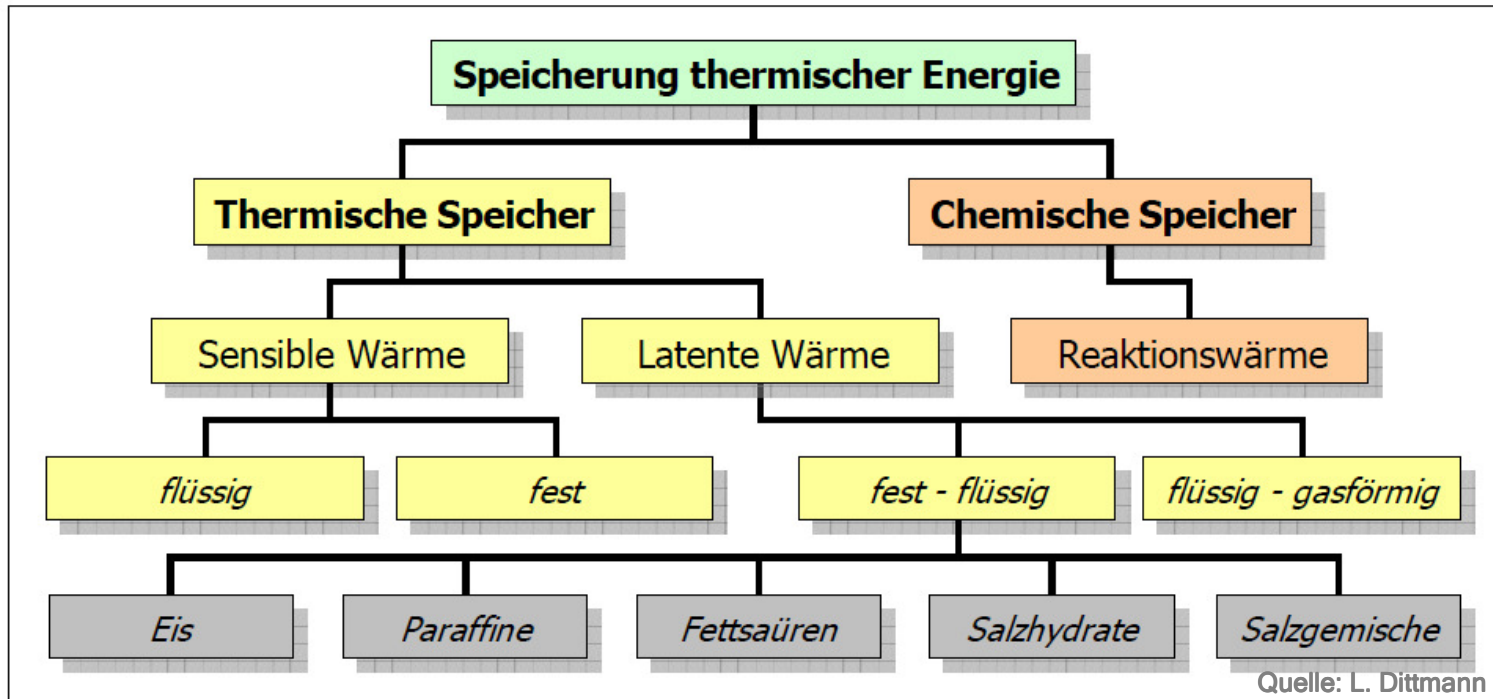 Speicherung thermischer Energie
Thermische Speicher
Chemische Speicher
Sensible Wärme
Latente Wärme
Reaktionswärme
flüssig
fest
fest - flüssig
flüssig - gasförmig
Eis
Paraffine
Fettsaüren
Salzhydrate
Salzgemische
Quelle: L. Dittmann